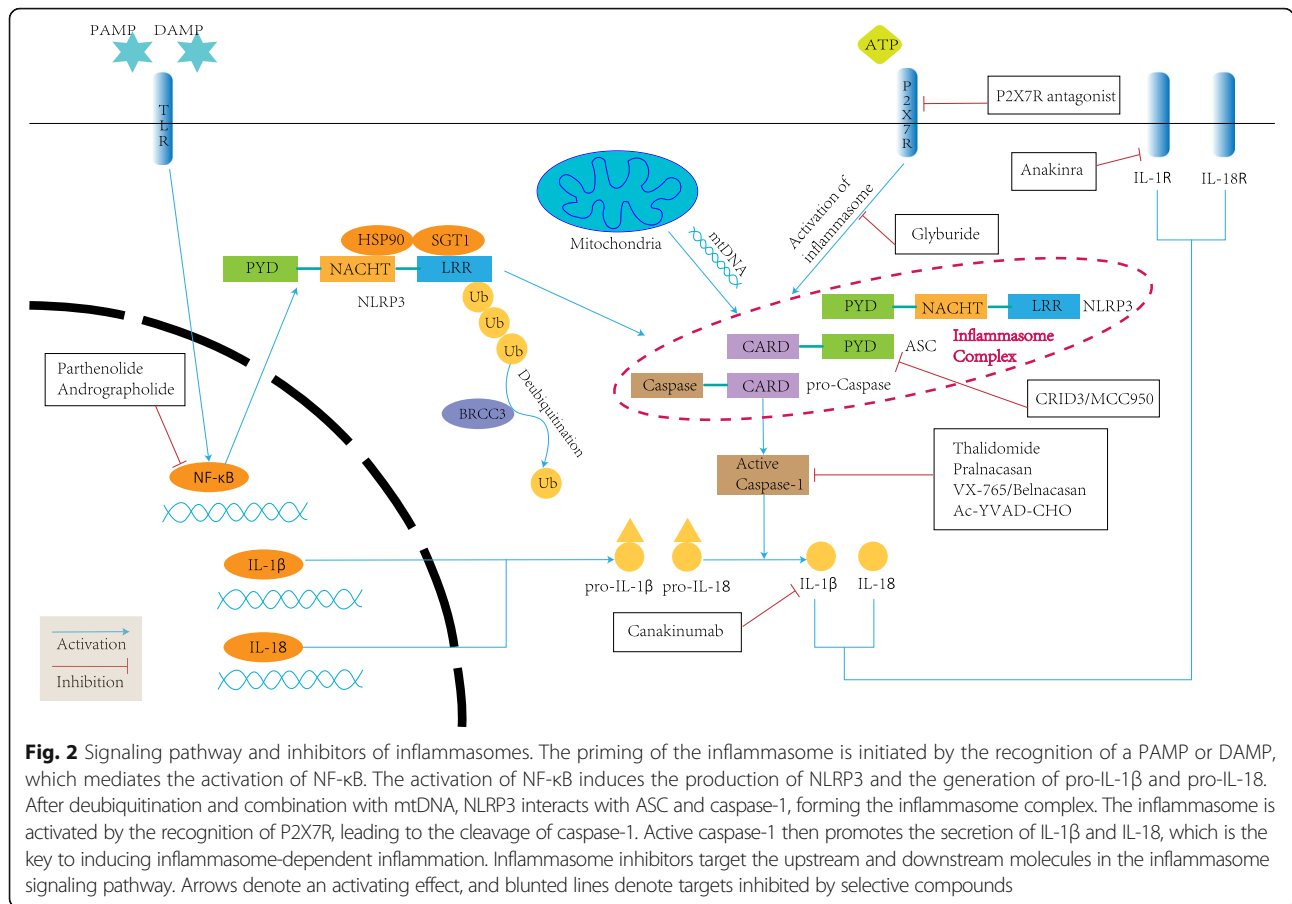 PAMP DAMP
TLR
ATP
P2X7R
P2X7R antagonist
Anakinra
IL-1R
IL-18R
Mitochondria
mtDNA
Activation of
inflammasome
Glyburide
HSP90
SGT1
PYD
NACHT
LRR
NLRP3
Ub
Ub
Ub
Deubiquitination
BRCC3
Ub
PYD
NACHT
LRR
NLRP3
CARD
PYD
ASC
Inflammasome
Complex
Caspase
CARD
pro-Caspase
CRID3/MCC950
Parthenolide
Andrographolide
NF-κB
Active
Caspase-1
Thalidomide
Pralnacasan
VX-765/Belnacasan
Ac-YVAD-CHO
IL-1β
pro-IL-1β
pro-IL-18
IL-1β
IL-18
Canakinumab
IL-18
Activation
Inhibition
Fig. 2 Signaling pathway and inhibitors of inflammasomes. The priming of the inflammasome is initiated by the recognition of a PAMP or DAMP,
which mediates the activation of NF-κB. The activation of NF-κB induces the production of NLRP3 and the generation of pro-IL-1β and pro-IL-18.
After deubiquitination and combination with mtDNA, NLRP3 interacts with ASC and caspase-1, forming the inflammasome complex. The inflammasome is
activated by the recognition of P2X7R, leading to the cleavage of caspase-1. Active caspase-1 then promotes the secretion of IL-1β and IL-18, which is the
key to inducing inflammasome-dependent inflammation. Inflammasome inhibitors target the upstream and downstream molecules in the inflammasome
signaling pathway. Arrows denote an activating effect, and blunted lines denote targets inhibited by selective compounds